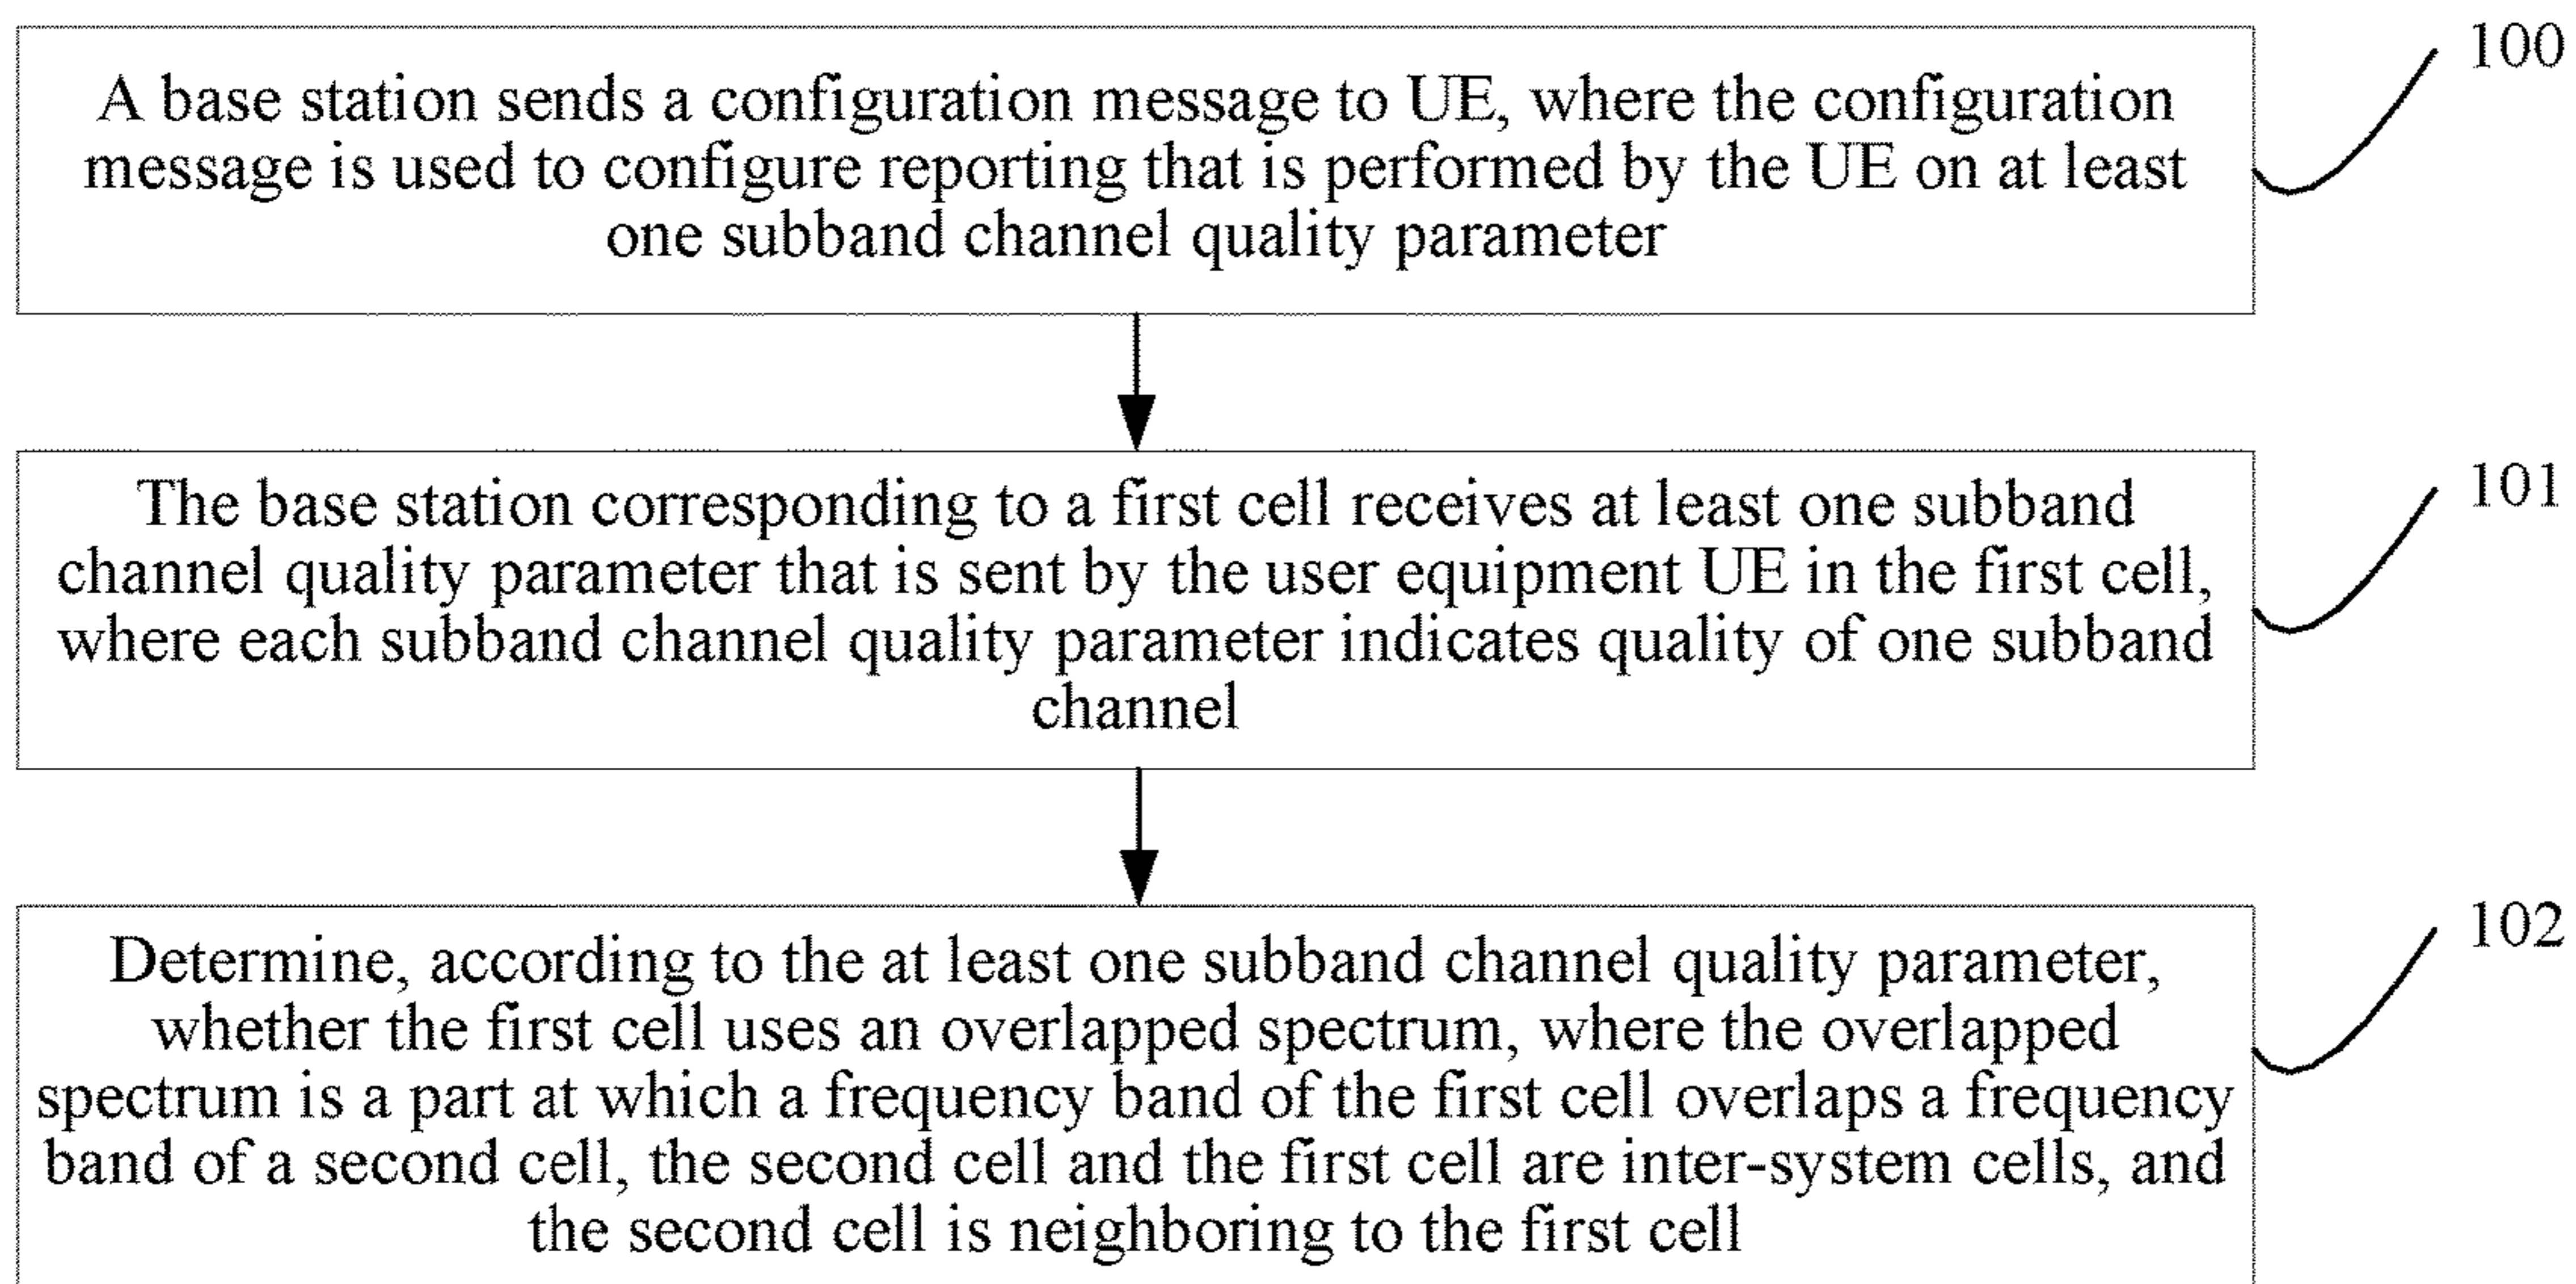 A base station sends a configuration message to UE, where the configuration
message is used to configure reporting that is performed by the UE on at least
one subband channel quality parameter
100
The base station corresponding to a first cell receives at least one subband
channel quality parameter that is sent by the user equipment UE in the first cell,
where each subband channel quality parameter indicates quality of one subband
channel
101
Determine, according to the at least one subband channel quality parameter,
whether the first cell uses an overlapped spectrum, where the overlapped
spectrum is a part at which a frequency band of the first cell overlaps a frequency
band of a second cell, the second cell and the first cell are inter-system cells, and
the second cell is neighboring to the first cell
102